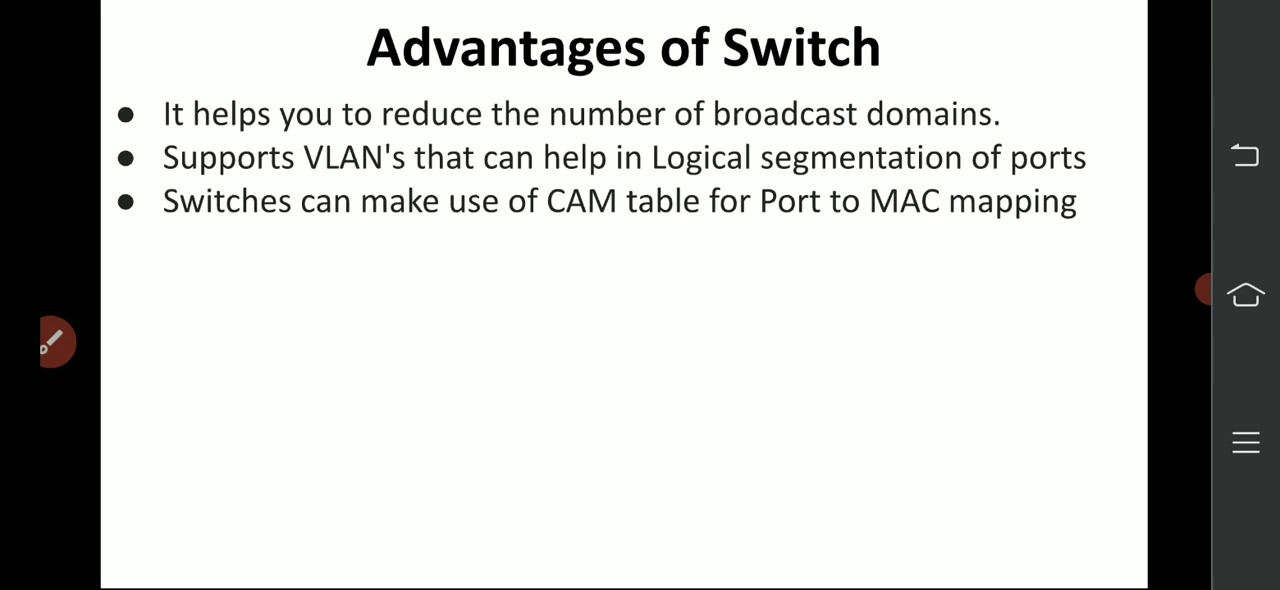 Advantages of Switch
● It helps you to reduce the number of broadcast domains.
● Supports VLAN's that can help in Logical segmentation of ports
● Switches can make use of CAM table for Port to MAC mapping